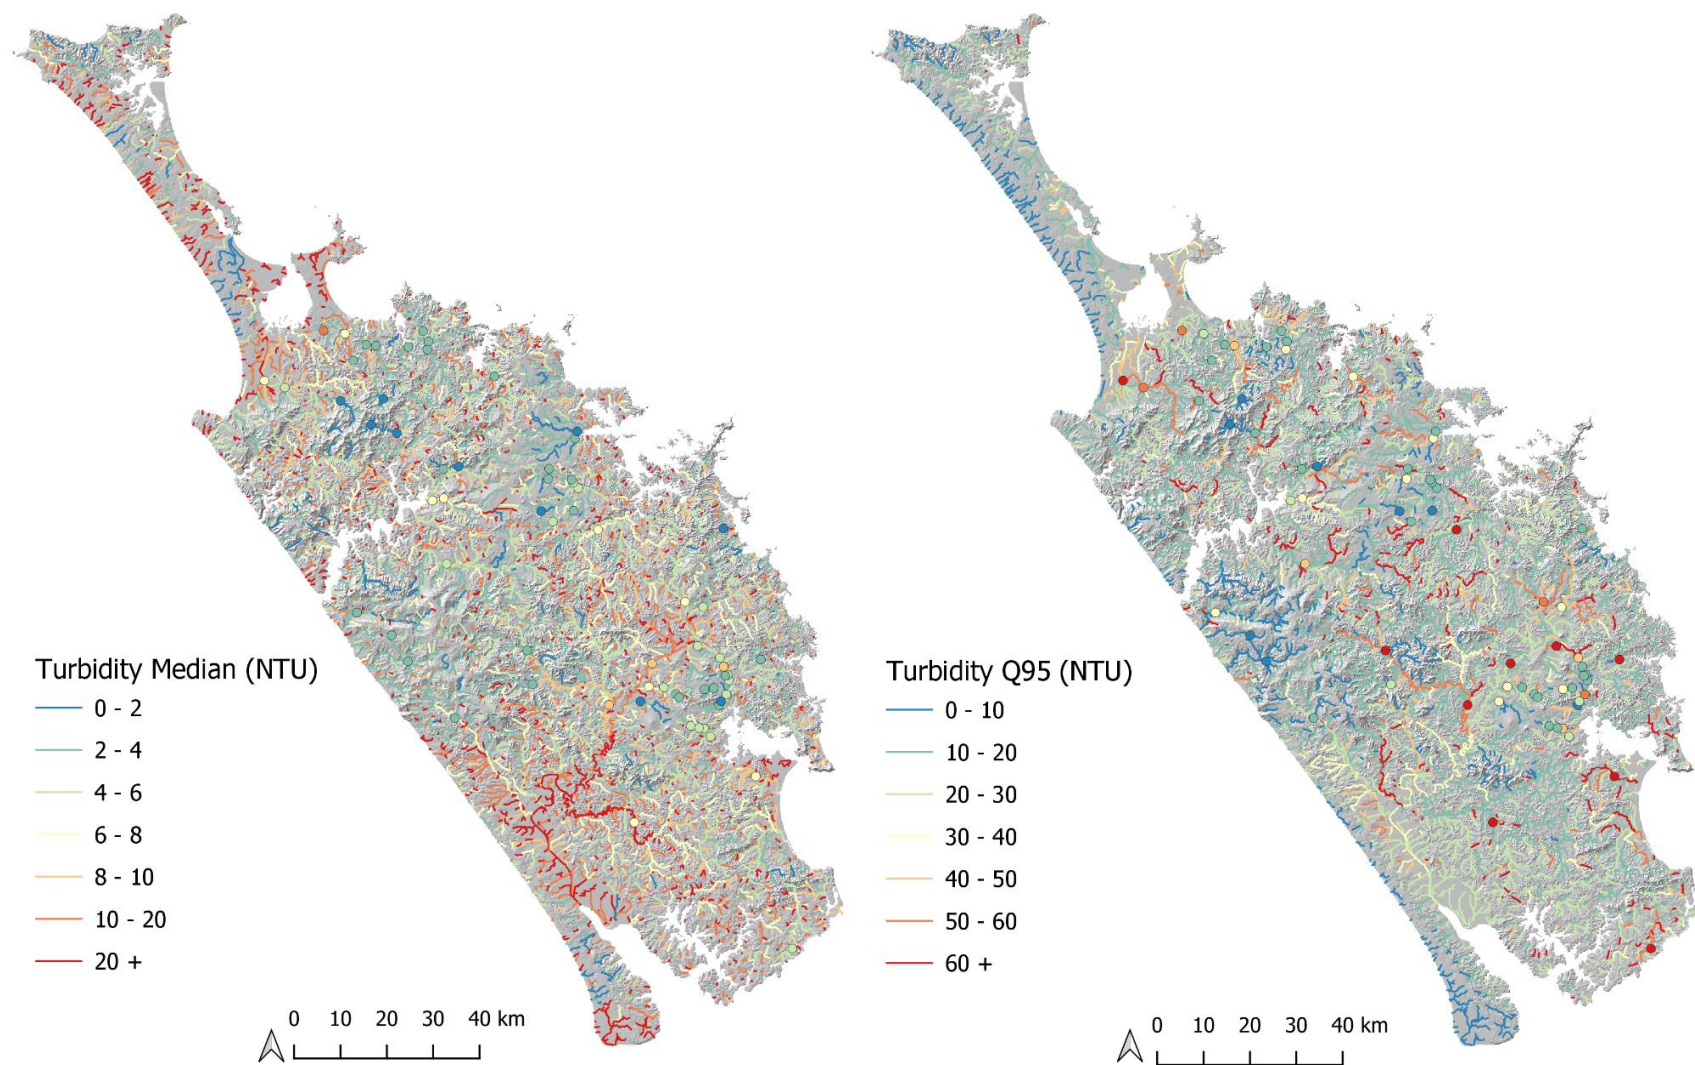 Turbidity Median (NTU)
0 - 2
2 - 4
4 - 6
6 - 8
8 - 10
10 - 20
20 +
0 10 20 30 40 km
Turbidity Q95 (NTU)
0 - 10
10 - 20
20 - 30
30 - 40
40 - 50
50 - 60
60 +
0 10 20 30 40 km